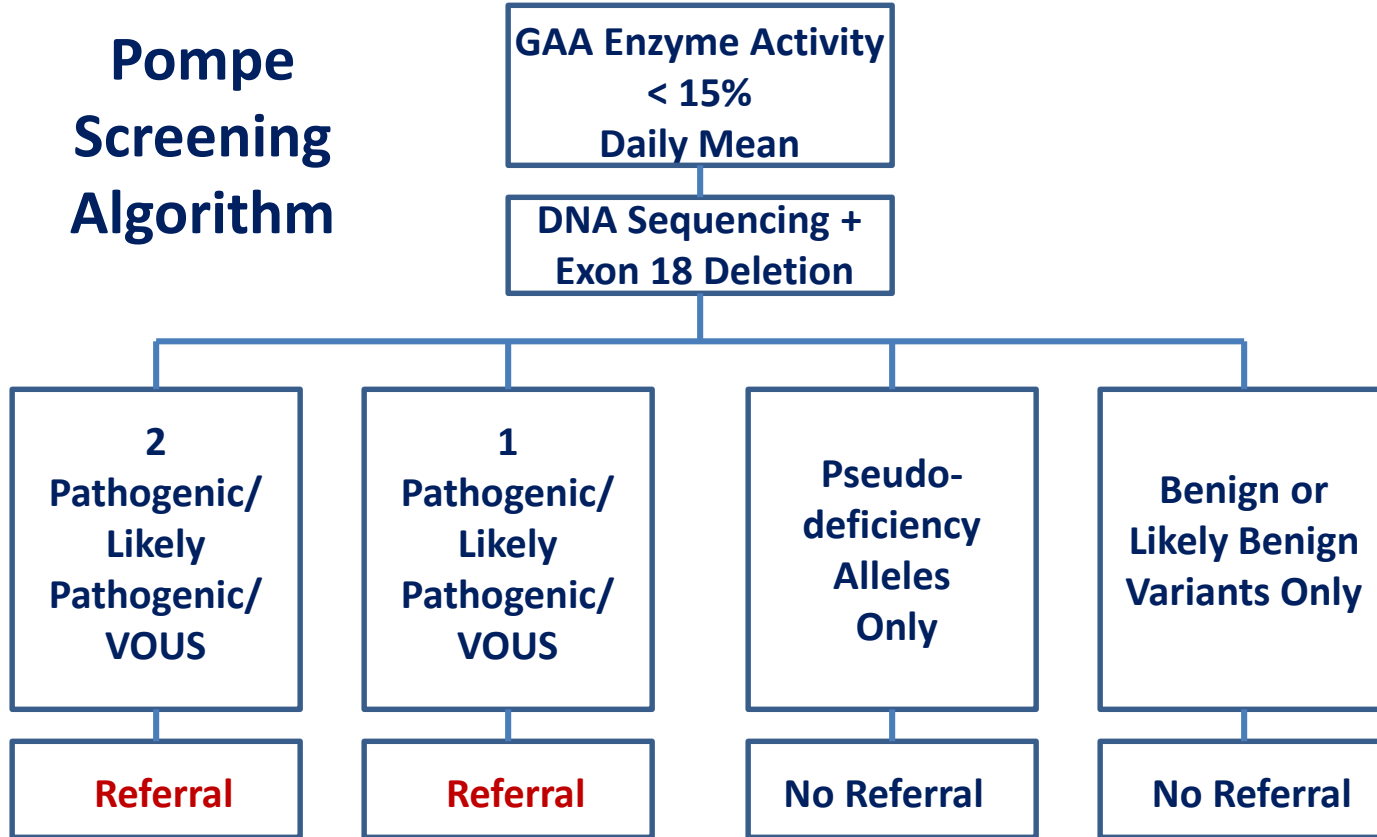 Pompe
Screening
Algorithm
GAA Enzyme Activity
< 15%
Daily Mean
DNA Sequencing +
Exon 18 Deletion
2
Pathogenic/
Likely
Pathogenic/
VOUS
1
Pathogenic/
Likely
Pathogenic/
VOUS
Pseudo-
deficiency
Alleles
Only
Benign or
Likely Benign
Variants Only
Referral
Referral
No Referral
No Referral